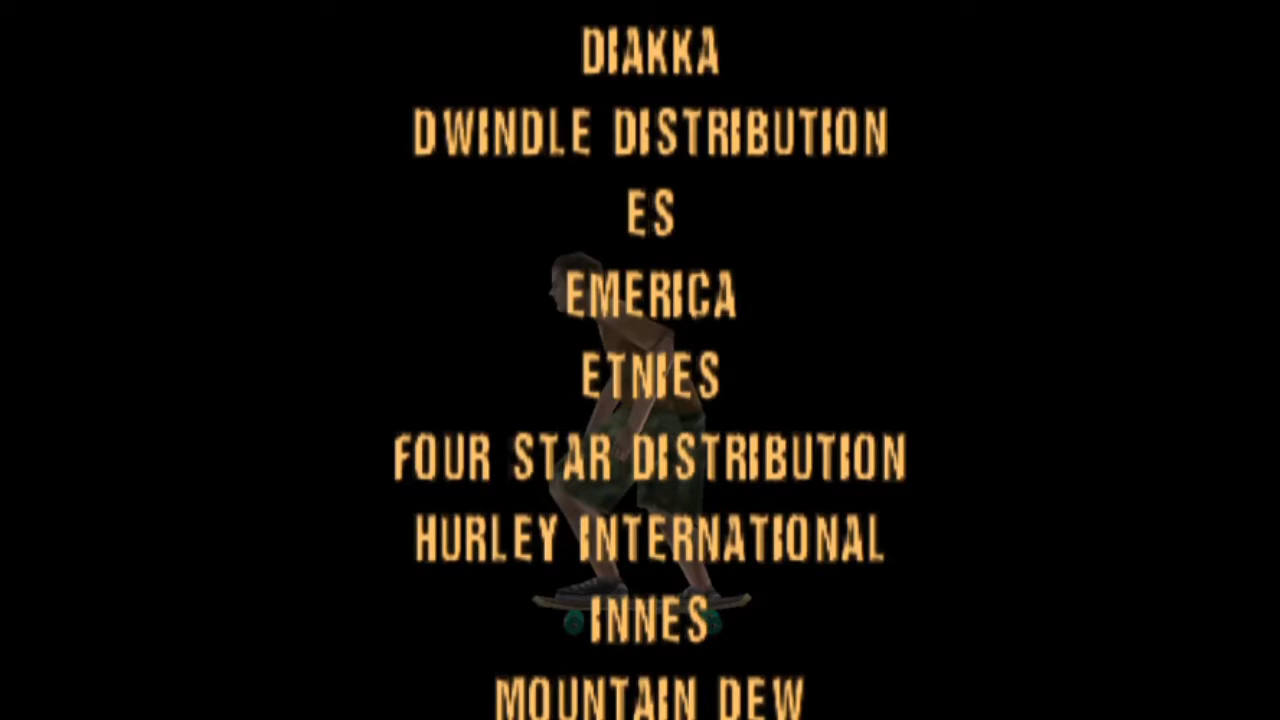 DIAKKA
DWINDLE DISTRIBUTION
ES
EMERICA
ETNIES
FOUR STAR DISTRIBUTION
HURLEY INTERNATIONAL
INNES
MOUNTAIN DEW